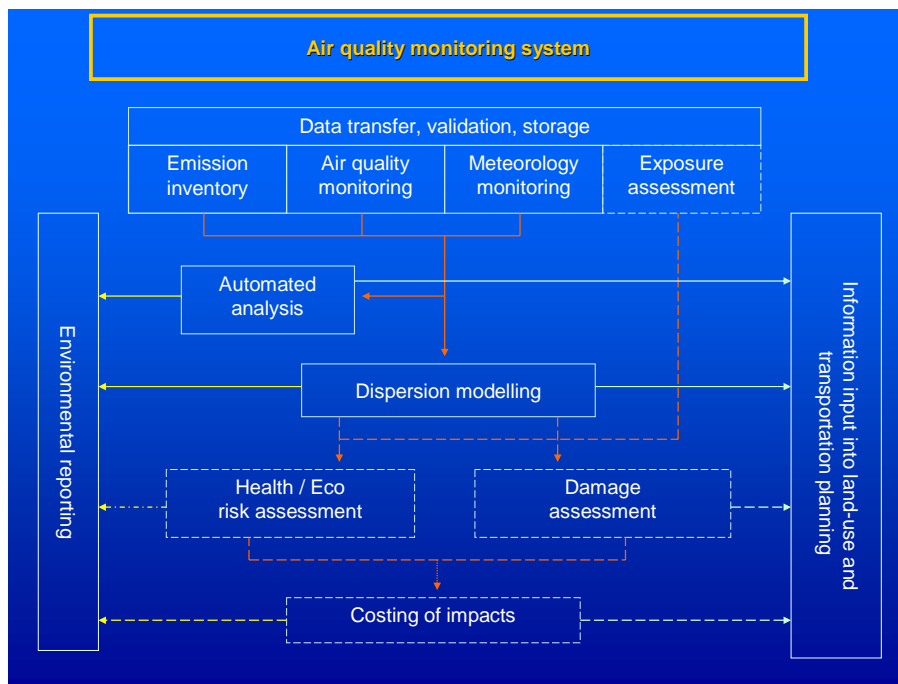 Air quality monitoring system
Data transfer, validation, storage
Emission
inventory
Air quality
monitoring
Meteorology
monitoring
Exposure
assessment
Automated
analysis
Environmental reporting
Information input into land-use and
transportation planning
Dispersion modelling
Health / Eco
risk assessment
Damage
assessment
Costing of impacts